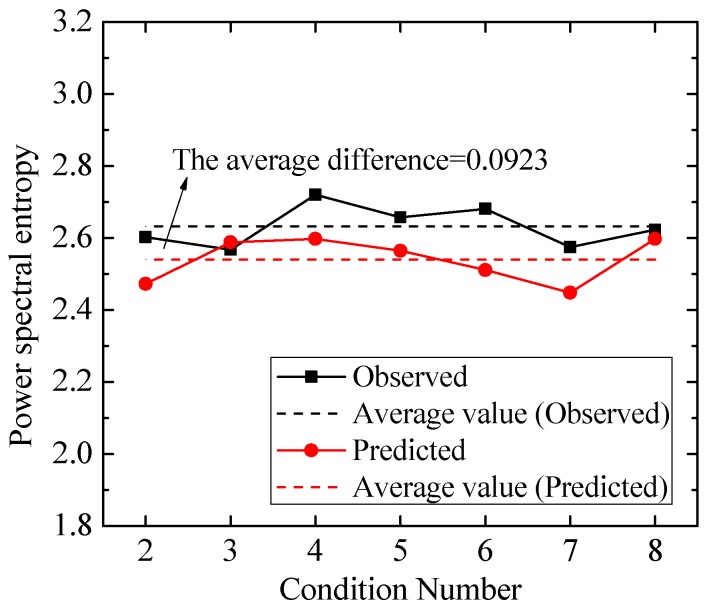 3.2
3.0
2.8
2.6
2.4
2.2
2.0
1.8
Power spectral entropy
The average difference=0.0923
Observed
Average value (Observed)
Predicted
Average value (Predicted)
2 3 4 5 6 7 8
Condition Number